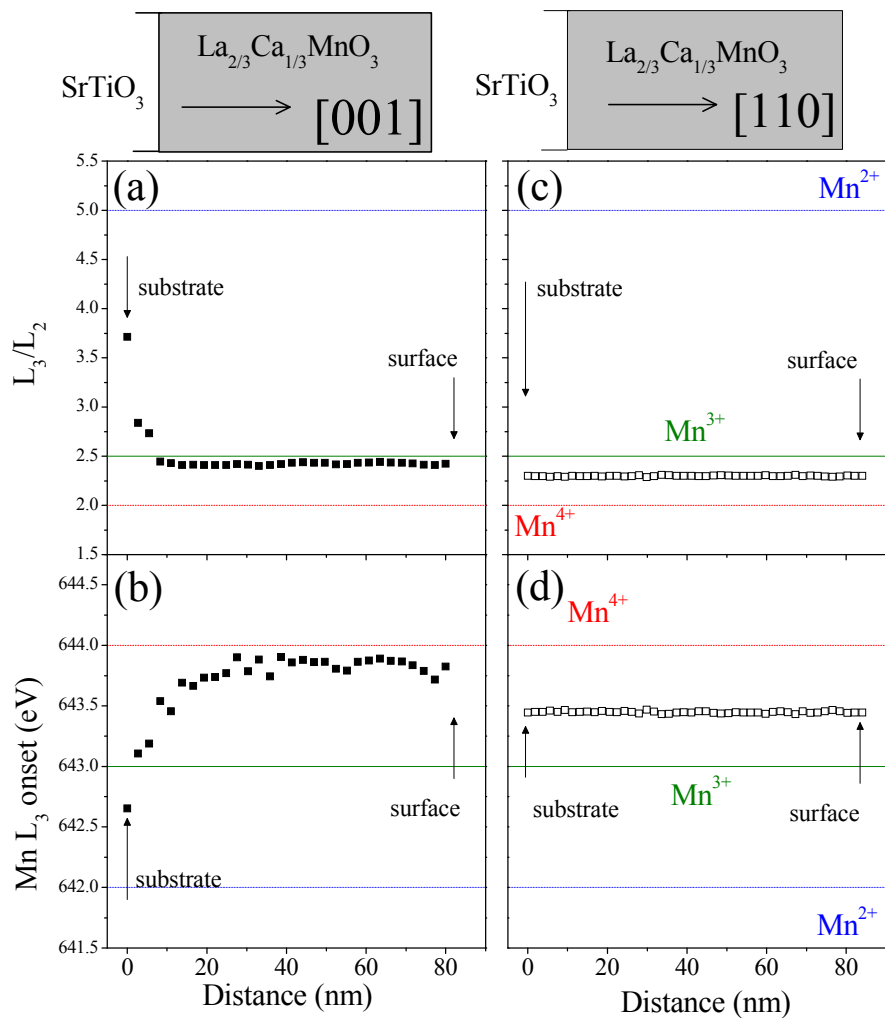 La2/3Ca1/3MnO3
SrTiO3
[001]
La2/3Ca1/3MnO3
SrTiO3
[110]
(a)
5.5
5.0
4.5
4.0
3.5
3.0
2.5
2.0
1.5
L3/L2
substrate
surface
(c)
Mn2+
substrate
surface
Mn3+
Mn4+
(b)
644.5
644.0
643.5
643.0
642.5
642.0
641.5
Mn L3 onset (eV)
surface
substrate
0 20 40 60 80
Distance (nm)
(d)
Mn4+
substrate
Mn3+
surface
Mn2+
0 20 40 60 80
Distance (nm)